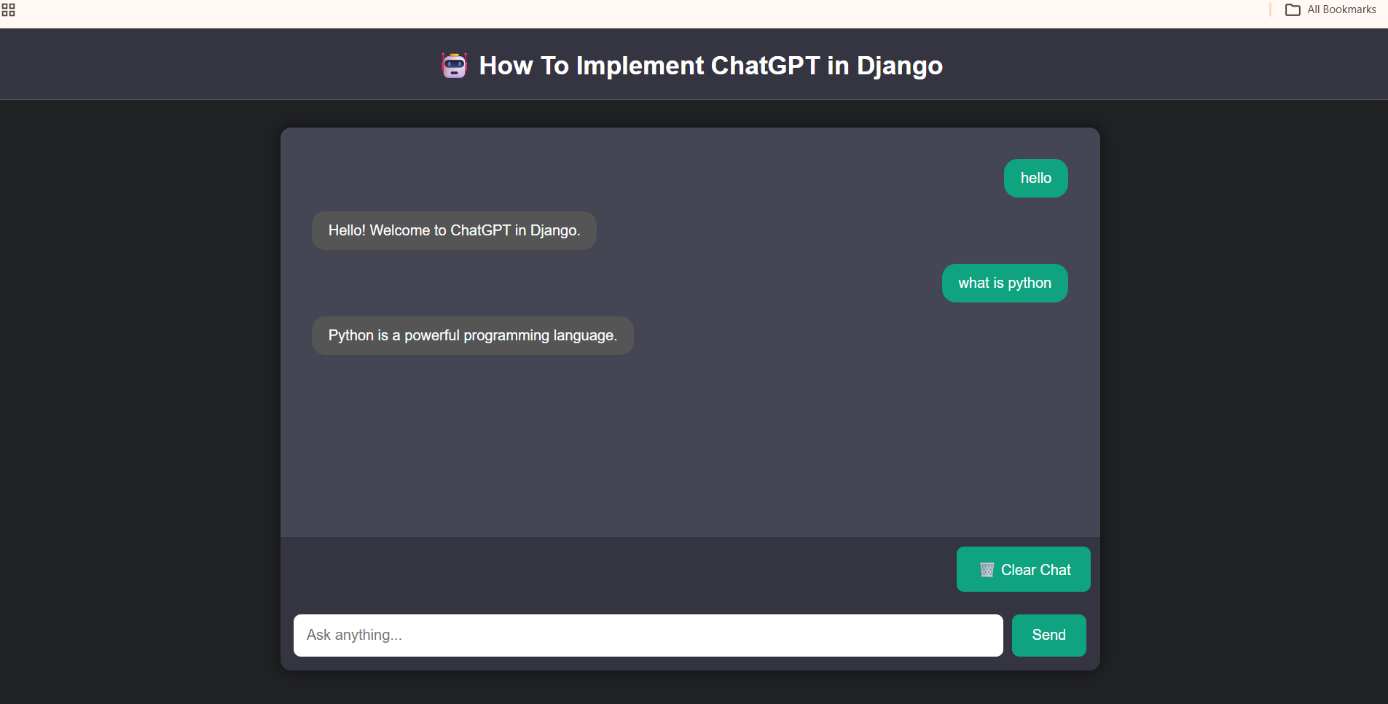 All Bookmarks
How To Implement ChatGPT in Django
hello
Hello! Welcome to ChatGPT in Django.
what is python
Python is a powerful programming language.
Clear Chat
Ask anything...
Send